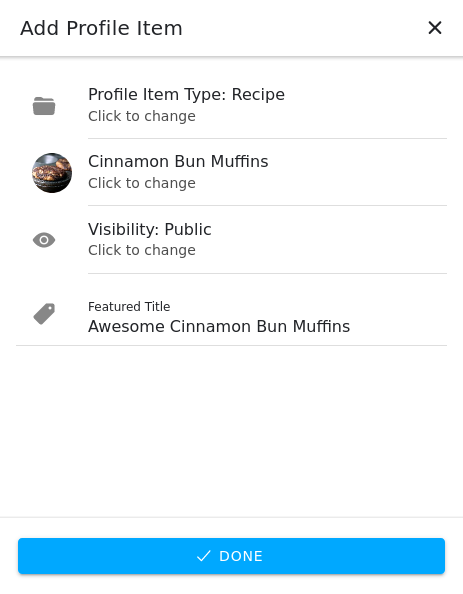 Add Profile Item
Profile Item Type: Recipe
Click to change
Cinnamon Bun Muffins
Click to change
Visibility: Public
Click to change
Featured Title
Awesome Cinnamon Bun Muffins
DONE